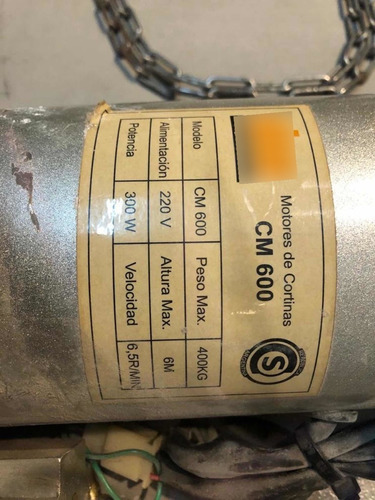 Motores de Cortinas
CM 600
S
Modelo CM 600 Peso Max. 400KG
Alimentación 220 V Altura Max. 6M
Potencia 300 W Velocidad 6,5R/MIN